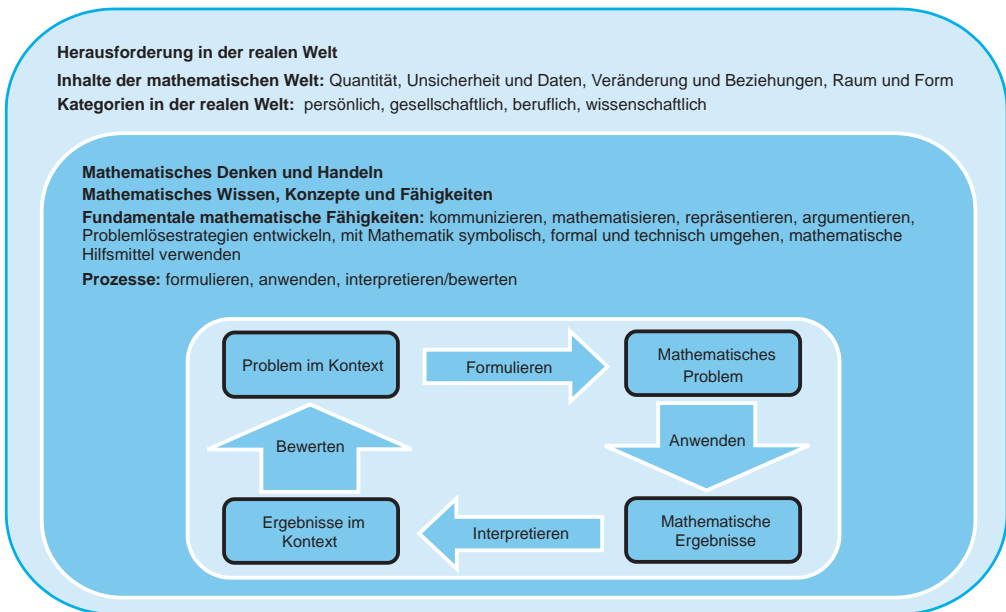 Herausforderung in der realen Welt
Inhalte der mathematischen Welt: Quantität, Unsicherheit und Daten, Veränderung und Beziehungen, Raum und Form
Kategorien in der realen Welt: persönlich, gesellschaftlich, beruflich, wissenschaftlich
Mathematisches Denken und Handeln
Mathematisches Wissen, Konzepte und Fähigkeiten
Fundamentale mathematische Fähigkeiten: kommunizieren, mathematisieren, repräsentieren, argumentieren,
Problemlösestrategien entwickeln, mit Mathematik symbolisch, formal und technisch umgehen, mathematische
Hilfsmittel verwenden
Prozesse: formulieren, anwenden, interpretieren/bewerten
Problem im Kontext
Formulieren
Mathematisches
Problem
Bewerten
Anwenden
Ergebnisse im
Kontext
Interpretieren
Mathematische
Ergebnisse